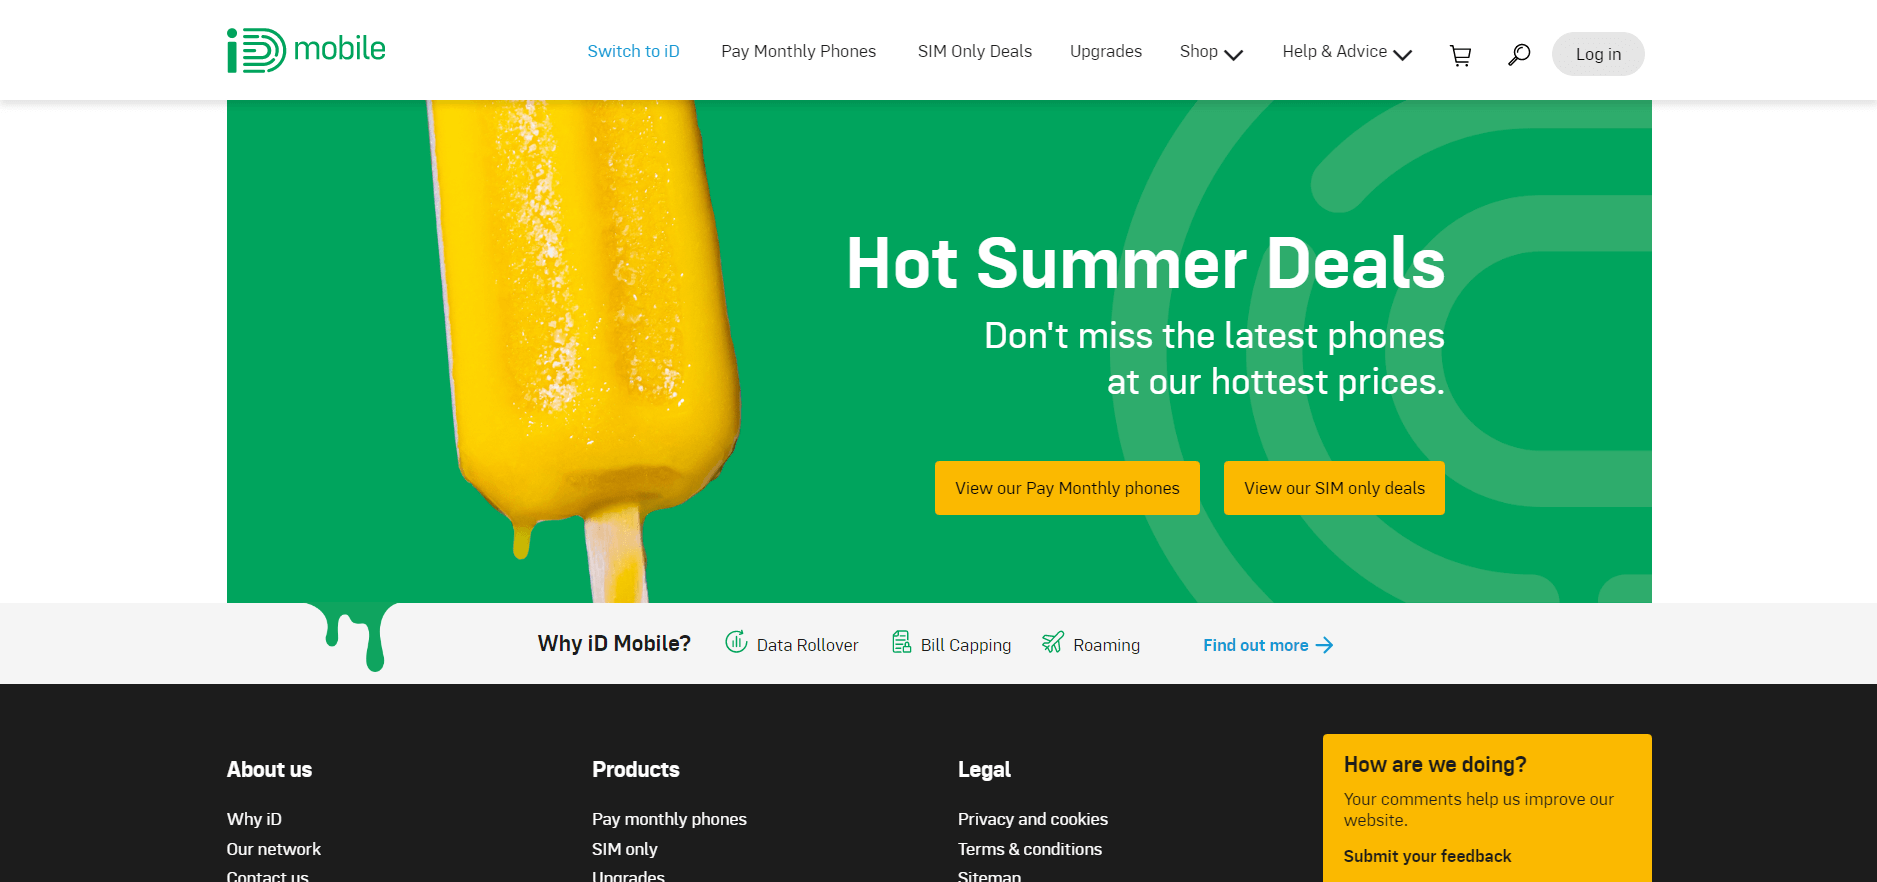 iD mobile
Switch to iD
Pay Monthly Phones
SIM Only Deals
Upgrades
Shop
Help & Advice
Log in
Hot Summer Deals
Don't miss the latest phones
at our hottest prices.
View our Pay Monthly phones
View our SIM only deals
Why iD Mobile?
Data Rollover
Bill Capping
Roaming
Find out more
About us
Why iD
Our network
Contact us
Products
Pay monthly phones
SIM only
Upgrades
Legal
Privacy and cookies
Terms & conditions
Sitemap
How are we doing?
Your comments help us improve our
website.
Submit your feedback